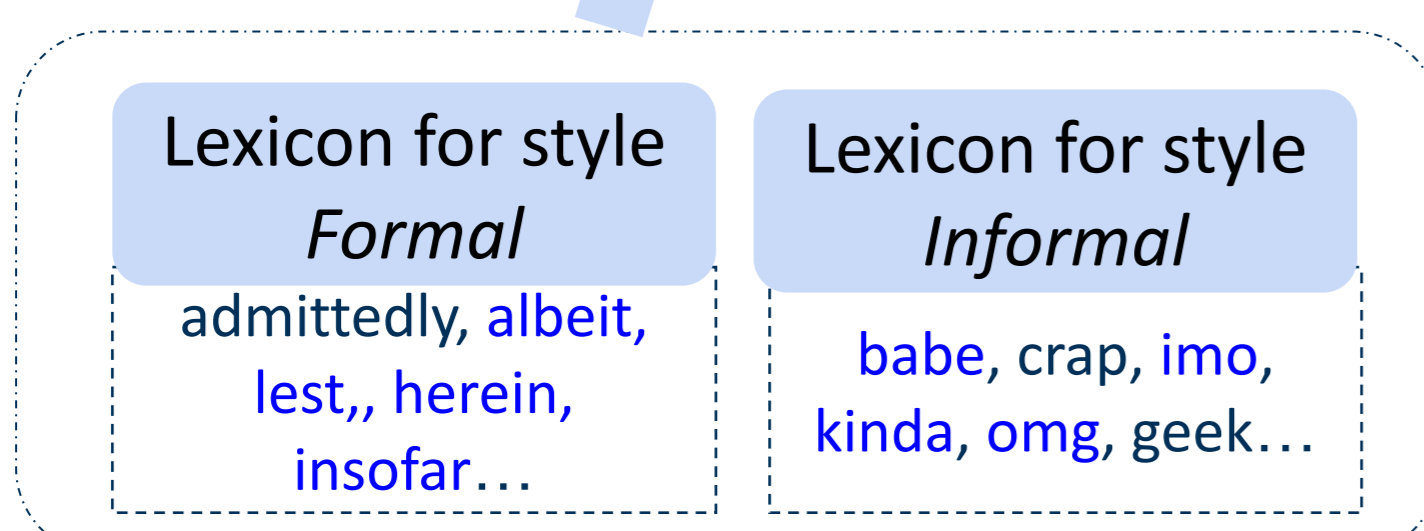 Lexicon for style
Formal
admittedly, albeit,
lest,, herein,
insofar…
Lexicon for style
Informal
babe, crap, imo,
kinda, omg, geek…